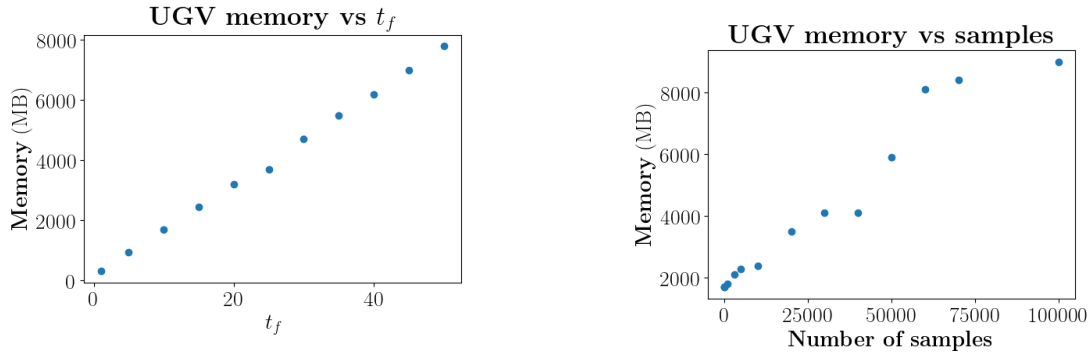 UGV memory vs t_f
8000
6000
4000
2000
0
Memory (MB)
0 20 40
t_f
UGV memory vs samples
8000
6000
4000
2000
Memory (MB)
0 25000 50000 75000 100000
Number of samples